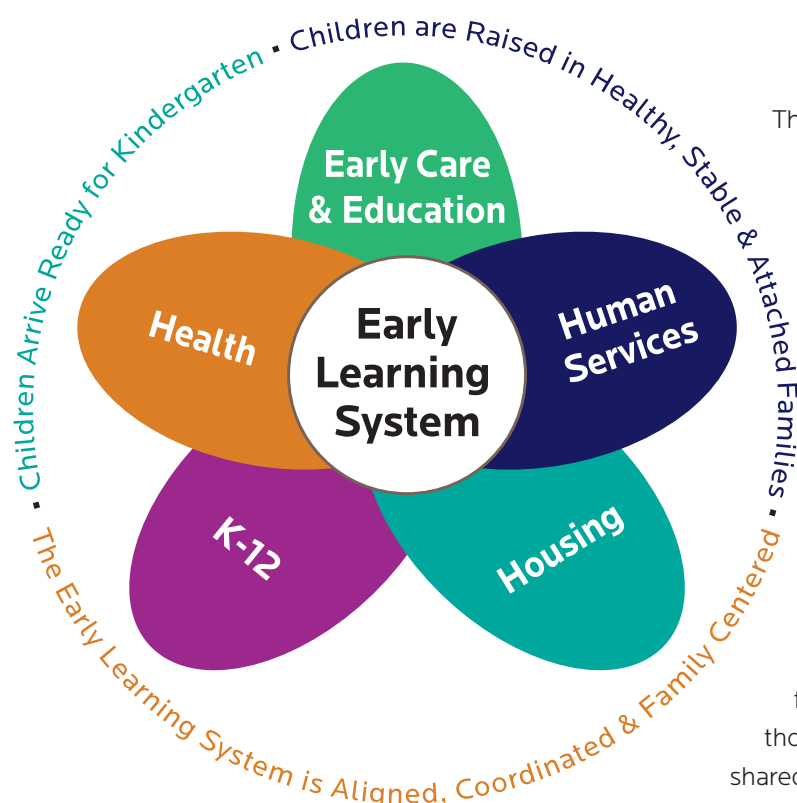 Children are Raised in Healthy, Stable & Attached Families •
The Early Learning System is Aligned, Coordinated & Family Centered •
Children Arrive Ready for Kindergarten •
Early Care
& Education
Human
Services
Housing
K-12
Health
Early
Learning
System
Th
f
tho
shared